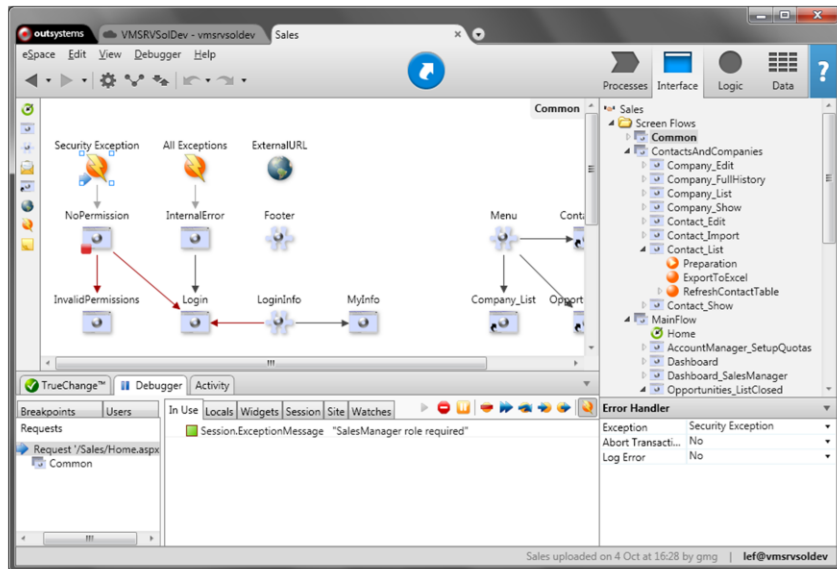 outsystems
VMSRVSolDev - vmsrvsoldev
Sales
eSpace Edit View Debugger Help
Processes Interface Logic Data
?
Common
Security Exception All Exceptions ExternalURL
NoPermission InternalError Footer Menu Conta
InvalidPermissions Login LoginInfo MyInfo Company_List Opport
Sales
Screen Flows
Common
ContactsAndCompanies
Company_Edit
Company_FullHistory
Company_List
Company_Show
Contact_Edit
Contact_Import
Contact_List
Preparation
ExportToExcel
RefreshContactTable
Contact_Show
MainFlow
Home
AccountManager_SetupQuotas
Dashboard
Dashboard_SalesManager
Opportunities_ListClosed
TrueChange™ Debugger Activity
Breakpoints Users
Requests
Request '/Sales/Home.aspx
Common
In Use Locals Widgets Session Site Watches
Session.ExceptionMessage "SalesManager role required"
Error Handler
Exception Security Exception
Abort Transacti... No
Log Error No
Sales uploaded on 4 Oct at 16:28 by gmg | lef@vmsrvsoldev